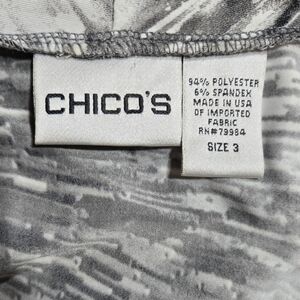 CHICO'S
94% POLYESTER
6% SPANDEX
MADE IN USA
OF IMPORTED
FABRIC
RN#79984
SIZE 3